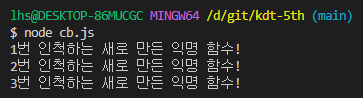 lhs@DESKTOP-86MUCGC MINGW64 /d/git/kdt-5th (main)
$ node cb.js
1번 인척하는 새로 만든 익명 함수!
2번 인척하는 새로 만든 익명 함수!
3번 인척하는 새로 만든 익명 함수!